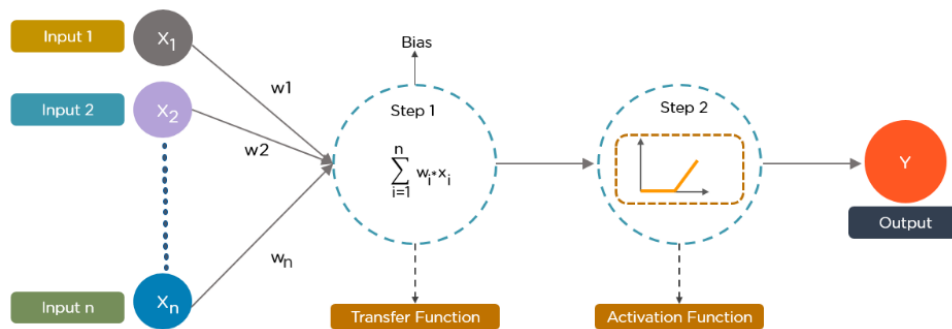 Input 1
X1
w1
Bias
Input 2
X2
w2
Step 1
n
∑ wi*xi
i=1
Step 2
Y
Output
wn
Input n
Xn
Transfer Function
Activation Function